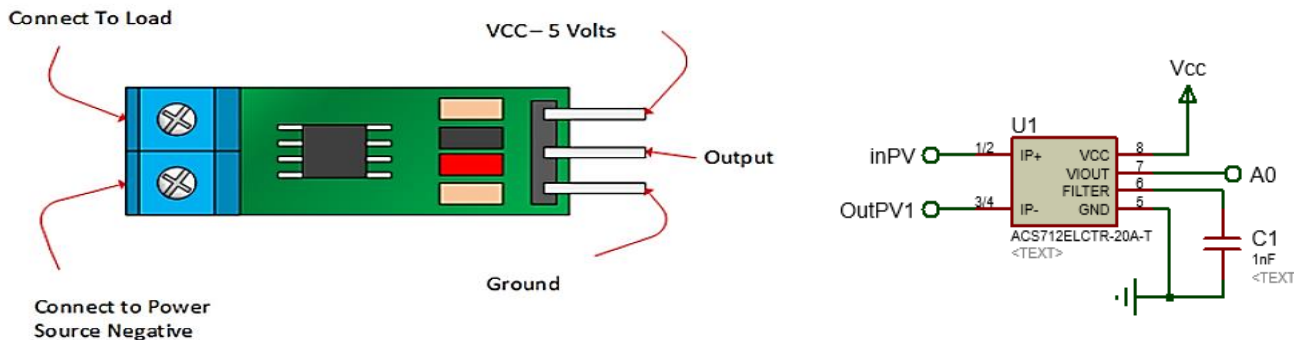 Connect To Load
VCC– 5 Volts
Output
Ground
Connect to Power
Source Negative
Vcc
U1
inPV
1/2
IP+
VCC
8
VIOUT
7
A0
FILTER
6
OutPV1
3/4
IP-
GND
5
ACS712ELCTR-20A-T
<TEXT>
C1
1nF
<TEXT